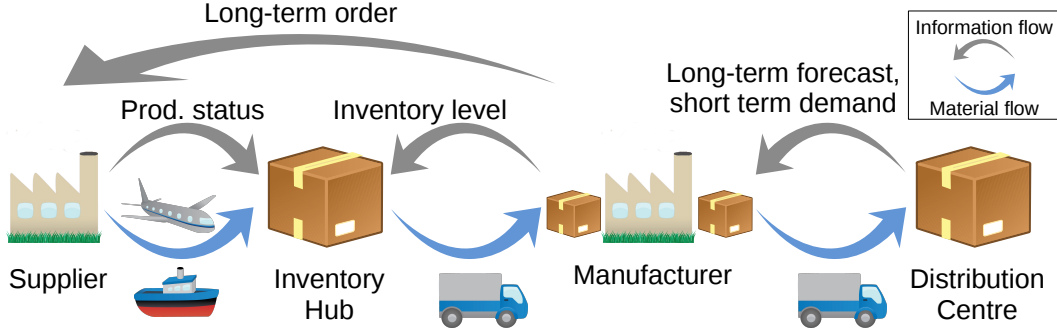 Long-term order
Information flow
Material flow
Long-term forecast,
short term demand
Prod. status
Inventory level
Supplier
Inventory
Hub
Manufacturer
Distribution
Centre